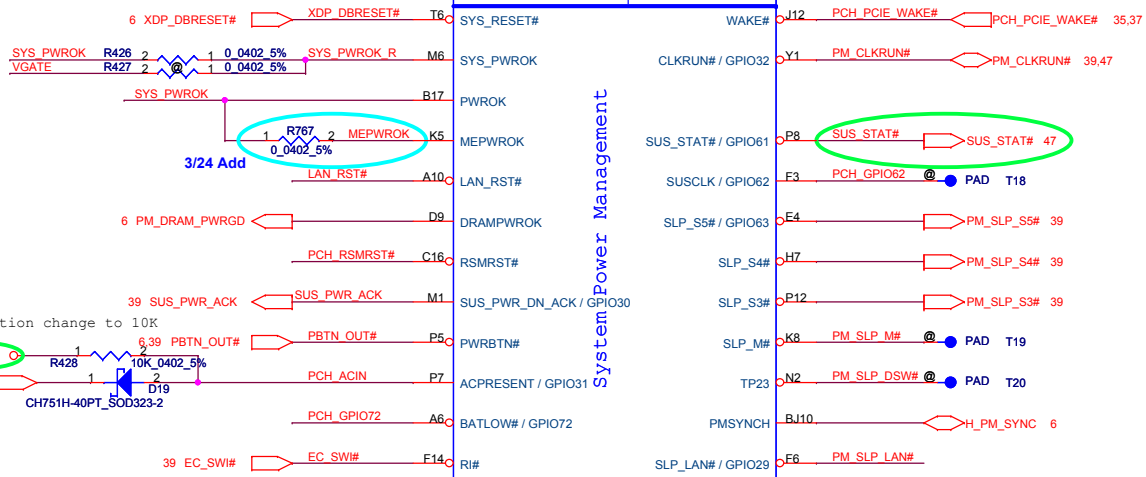 6 XDP_DBRESET# XDP_DBRESET# T6 SYS_RESET# WAKE# J12 PCH_PCIE_WAKE# PCH_PCIE_WAKE# 35,37
SYS_PWROK R426 2 1 0_0402_5% SYS_PWROK_R M6 SYS_PWROK CLKRUN# / GPIO32 Y1 PM_CLKRUN# PM_CLKRUN# 39,47
VGATE R427 2 @ 1 0_0402_5%
SYS_PWROK B17 PWROK
1 R767 2 MEPWROK K5 MEPWROK SUS_STAT# / GPIO61 P8 SUS_STAT# SUS_STAT# 47
0_0402_5%
3/24 Add
LAN_RST# A10 LAN_RST# SUSCLK / GPIO62 F3 PCH_GPIO62 @ PAD T18
6 PM_DRAM_PWRGD D9 DRAMPWROK SLP_S5# / GPIO63 E4 PM_SLP_S5# 39
PCH_RSMRST# C16 RSMRST# SLP_S4# H7 PM_SLP_S4# 39
39 SUS_PWR_ACK SUS_PWR_ACK M1 SUS_PWR_DN_ACK / GPIO30 SLP_S3# P12 PM_SLP_S3# 39
tion change to 10K
6,39 PBTN_OUT# PBTN_OUT# P5 PWRBTN# SLP_M# K8 PM_SLP_M# @ PAD T19
R428 1 2 10K_0402_5%
1 2 D19 PCH_ACIN P7 ACPRESENT / GPIO31 TP23 N2 PM_SLP_DSW# @ PAD T20
CH751H-40PT_SOD323-2
PCH_GPIO72 A6 BATLOW# / GPIO72 PMSYNCH BJ10 H_PM_SYNC 6
39 EC_SWI# EC_SWI# F14 RI# SLP_LAN# / GPIO29 F6 PM_SLP_LAN#
System Power Management